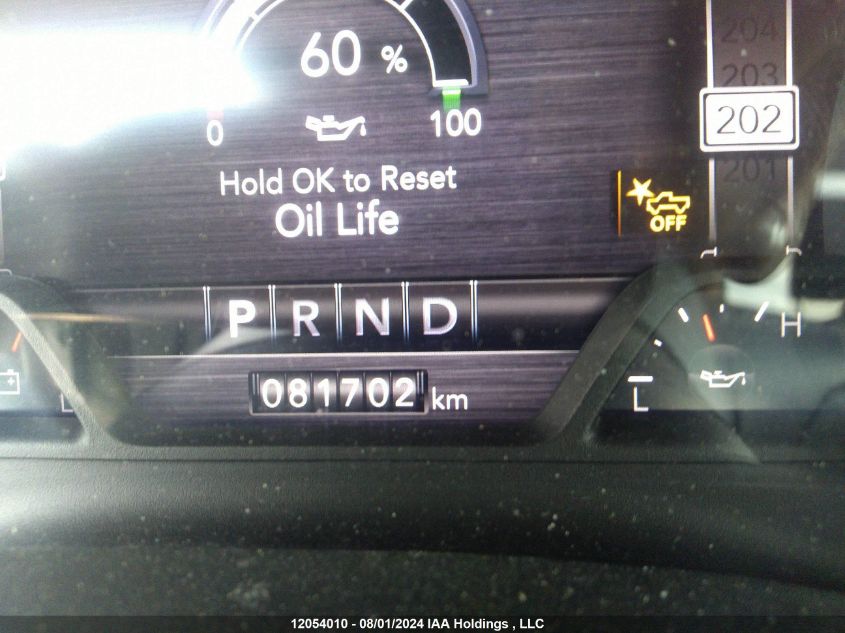 60 %
204
203
202
201
0
100
Hold OK to Reset
Oil Life
OFF
P R N D
H
L
L
081702 km
12054010 - 08/01/2024 IAA Holdings , LLC